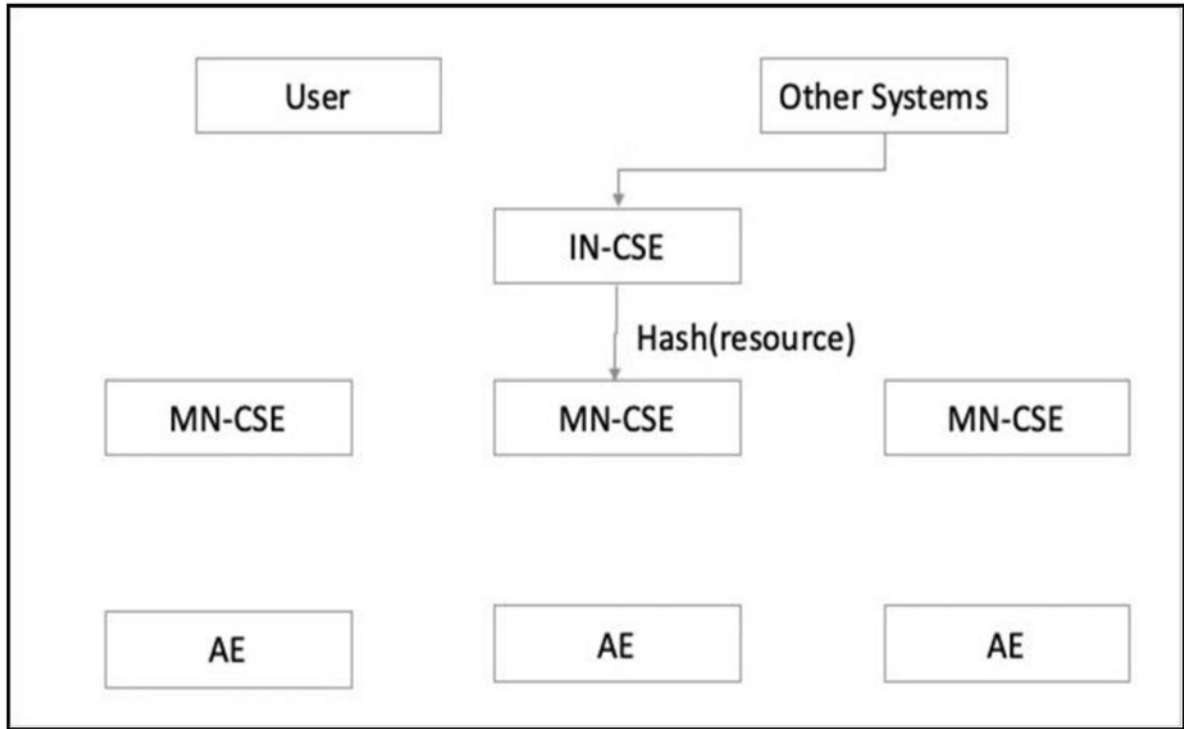 User
Other Systems
IN-CSE
Hash(resource)
MN-CSE
MN-CSE
MN-CSE
AE
AE
AE